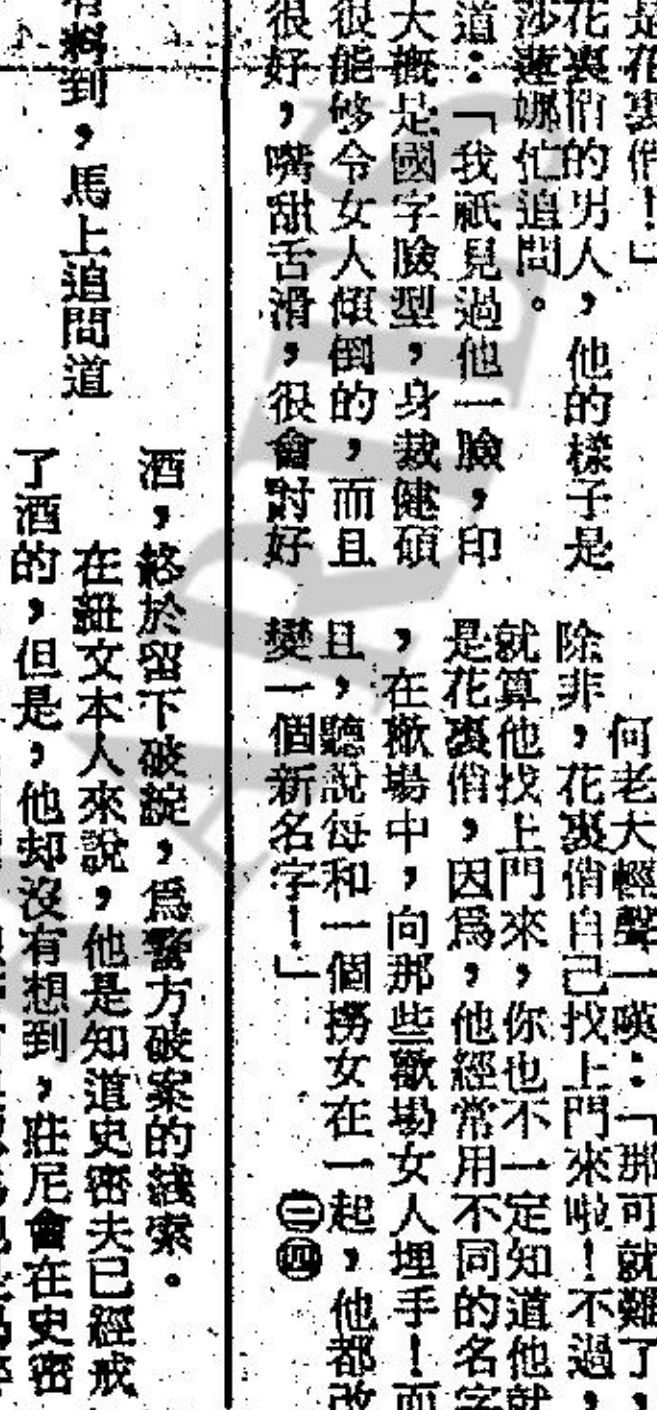 是花裏俏!」
花裏俏的男人,他的樣子是
莎蓮娜忙追問。
道:「我祇見過他一臉,印
大概是國字臉型,身裁健碩
很能够令女人傾倒的,而且
很好,嘴甜舌滑,很會討好
何老大輕聲一嘆:「那可就難了,
除非,花裏俏自己找上門來啦!不過,
就算他找上門來,你也不一定知道他就
是花裏俏,因爲,他經常用不同的名字
,在歡場中,向那些歡場女人埋手!而
且,聽說每和一個撈女在一起,他都改
變一個新名字!」
㊂㊃
料到,馬上追問道
酒,終於留下破綻,爲警方破案的綫索。
在紐文本人來說,他是知道史密夫已經戒
了酒的,但是,他却沒有想到,莊尼會在史密